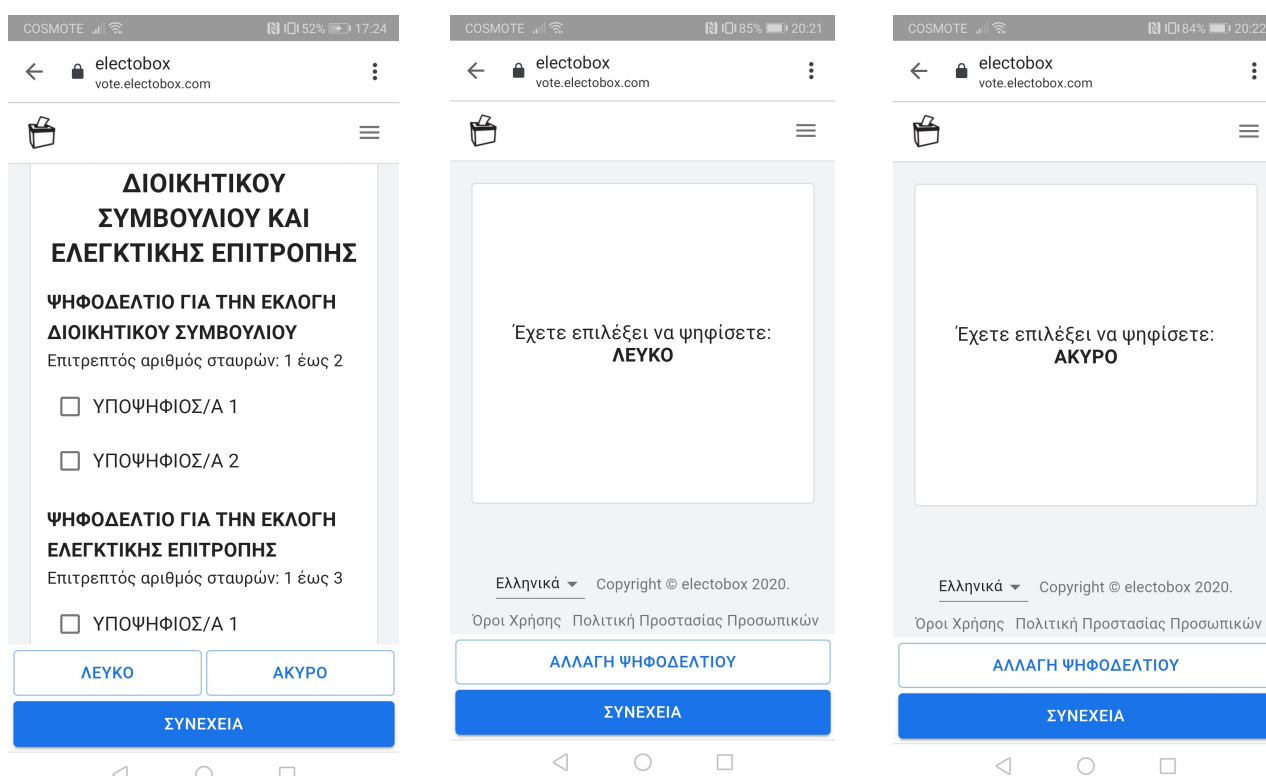 COSMOTE 52% 17:24
electobox
vote.electobox.com
ΔΙΟΙΚΗΤΙΚΟΥ
ΣΥΜΒΟΥΛΙΟΥ ΚΑΙ
ΕΛΕΓΚΤΙΚΗΣ ΕΠΙΤΡΟΠΗΣ
ΨΗΦΟΔΕΛΤΙΟ ΓΙΑ ΤΗΝ ΕΚΛΟΓΗ
ΔΙΟΙΚΗΤΙΚΟΥ ΣΥΜΒΟΥΛΙΟΥ
Επιτρεπτός αριθμός σταυρών: 1 έως 2
ΥΠΟΨΗΦΙΟΣ/Α 1
ΥΠΟΨΗΦΙΟΣ/Α 2
ΨΗΦΟΔΕΛΤΙΟ ΓΙΑ ΤΗΝ ΕΚΛΟΓΗ
ΕΛΕΓΚΤΙΚΗΣ ΕΠΙΤΡΟΠΗΣ
Επιτρεπτός αριθμός σταυρών: 1 έως 3
ΥΠΟΨΗΦΙΟΣ/Α 1
ΛΕΥΚΟ ΑΚΥΡΟ
ΣΥΝΕΧΕΙΑ
COSMOTE 85% 20:21
electobox
vote.electobox.com
Έχετε επιλέξει να ψηφίσετε:
ΛΕΥΚΟ
Ελληνικά Copyright © electobox 2020.
Όροι Χρήσης Πολιτική Προστασίας Προσωπικών
ΑΛΛΑΓΗ ΨΗΦΟΔΕΛΤΙΟΥ
ΣΥΝΕΧΕΙΑ
COSMOTE 84% 20:22
electobox
vote.electobox.com
Έχετε επιλέξει να ψηφίσετε:
ΑΚΥΡΟ
Ελληνικά Copyright © electobox 2020.
Όροι Χρήσης Πολιτική Προστασίας Προσωπικών
ΑΛΛΑΓΗ ΨΗΦΟΔΕΛΤΙΟΥ
ΣΥΝΕΧΕΙΑ